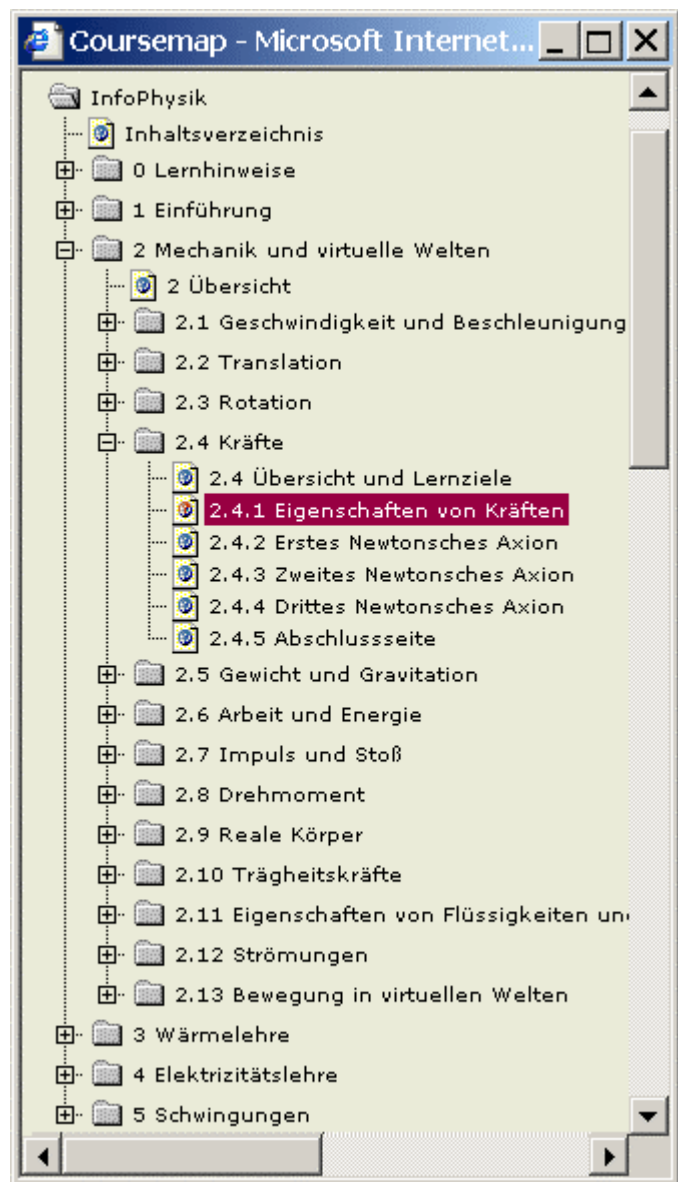 Coursemap - Microsoft Internet...
InfoPhysik
Inhaltsverzeichnis
0 Lernhinweise
1 Einführung
2 Mechanik und virtuelle Welten
2 Übersicht
2.1 Geschwindigkeit und Beschleunigung
2.2 Translation
2.3 Rotation
2.4 Kräfte
2.4 Übersicht und Lernziele
2.4.1 Eigenschaften von Kräften
2.4.2 Erstes Newtonsches Axion
2.4.3 Zweites Newtonsches Axion
2.4.4 Drittes Newtonsches Axion
2.4.5 Abschlussseite
2.5 Gewicht und Gravitation
2.6 Arbeit und Energie
2.7 Impuls und Stoß
2.8 Drehmoment
2.9 Reale Körper
2.10 Trägheitskräfte
2.11 Eigenschaften von Flüssigkeiten un
2.12 Strömungen
2.13 Bewegung in virtuellen Welten
3 Wärmelehre
4 Elektrizitätslehre
5 Schwingungen